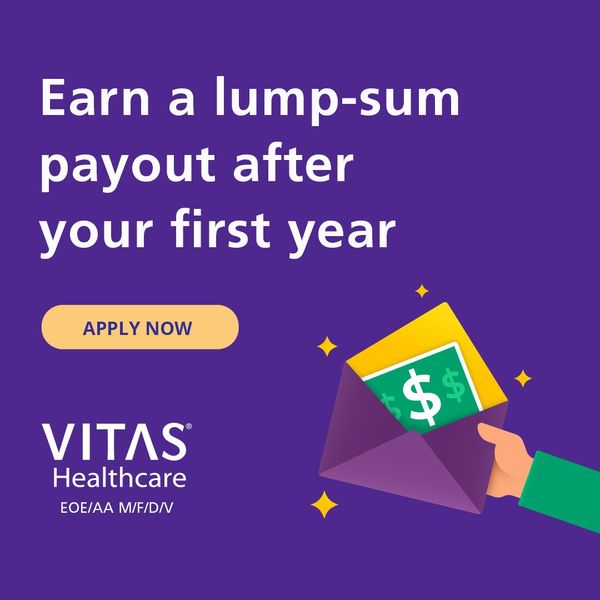 Earn a lump-sum
payout after
your first year
APPLY NOW
VITAS®
Healthcare
EOE/AA M/F/D/V
$ $ $